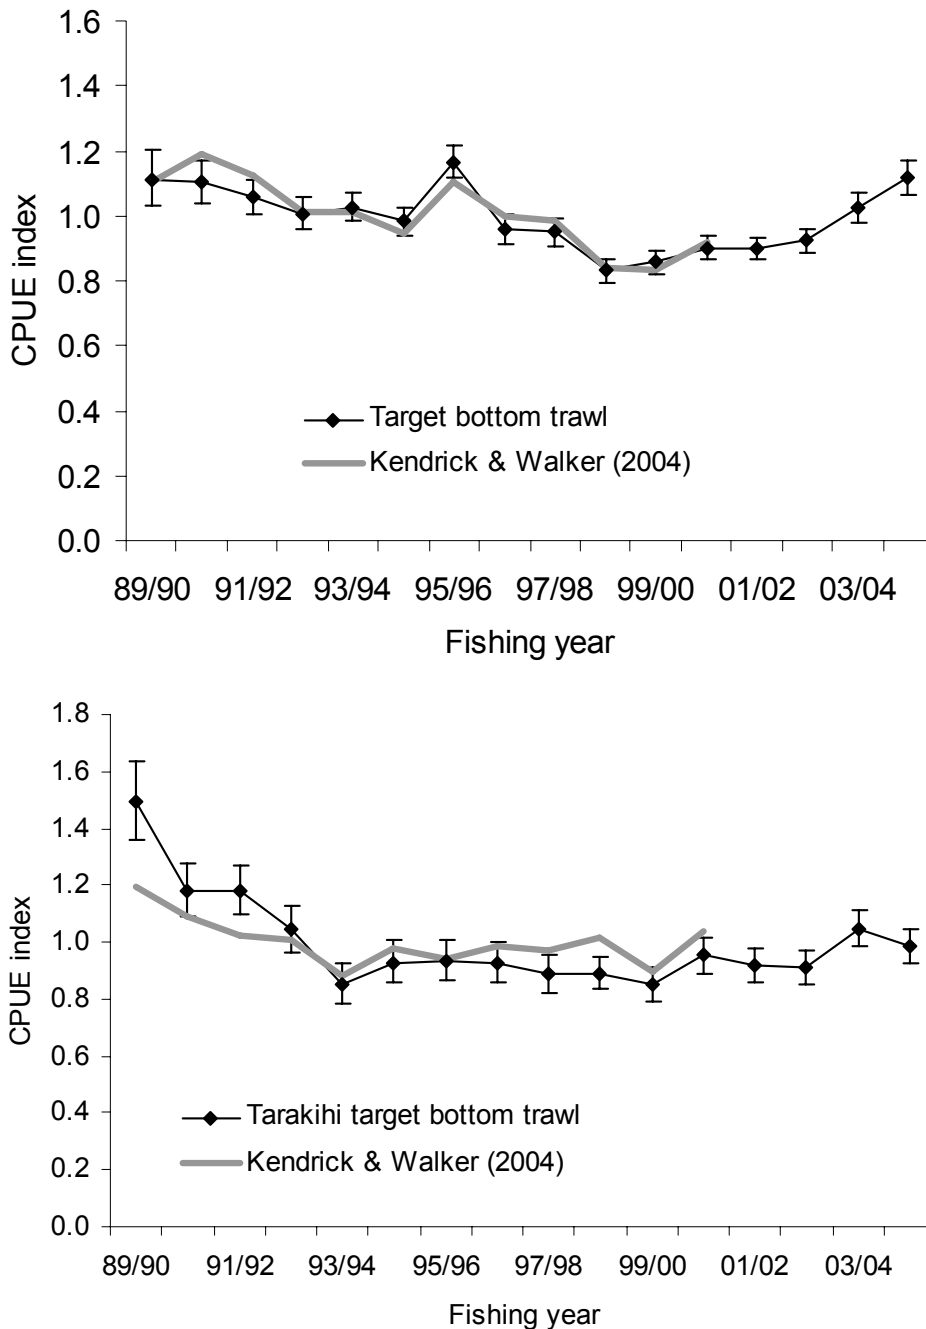 1.6
1.4
1.2
1.0
0.8
0.6
0.4
0.2
0.0
CPUE index
Target bottom trawl
Kendrick & Walker (2004)
89/90 91/92 93/94 95/96 97/98 99/00 01/02 03/04
Fishing year
1.8
1.6
1.4
1.2
1.0
0.8
0.6
0.4
0.2
0.0
CPUE index
Tarakihi target bottom trawl
Kendrick & Walker (2004)
89/90 91/92 93/94 95/96 97/98 99/00 01/02 03/04
Fishing year